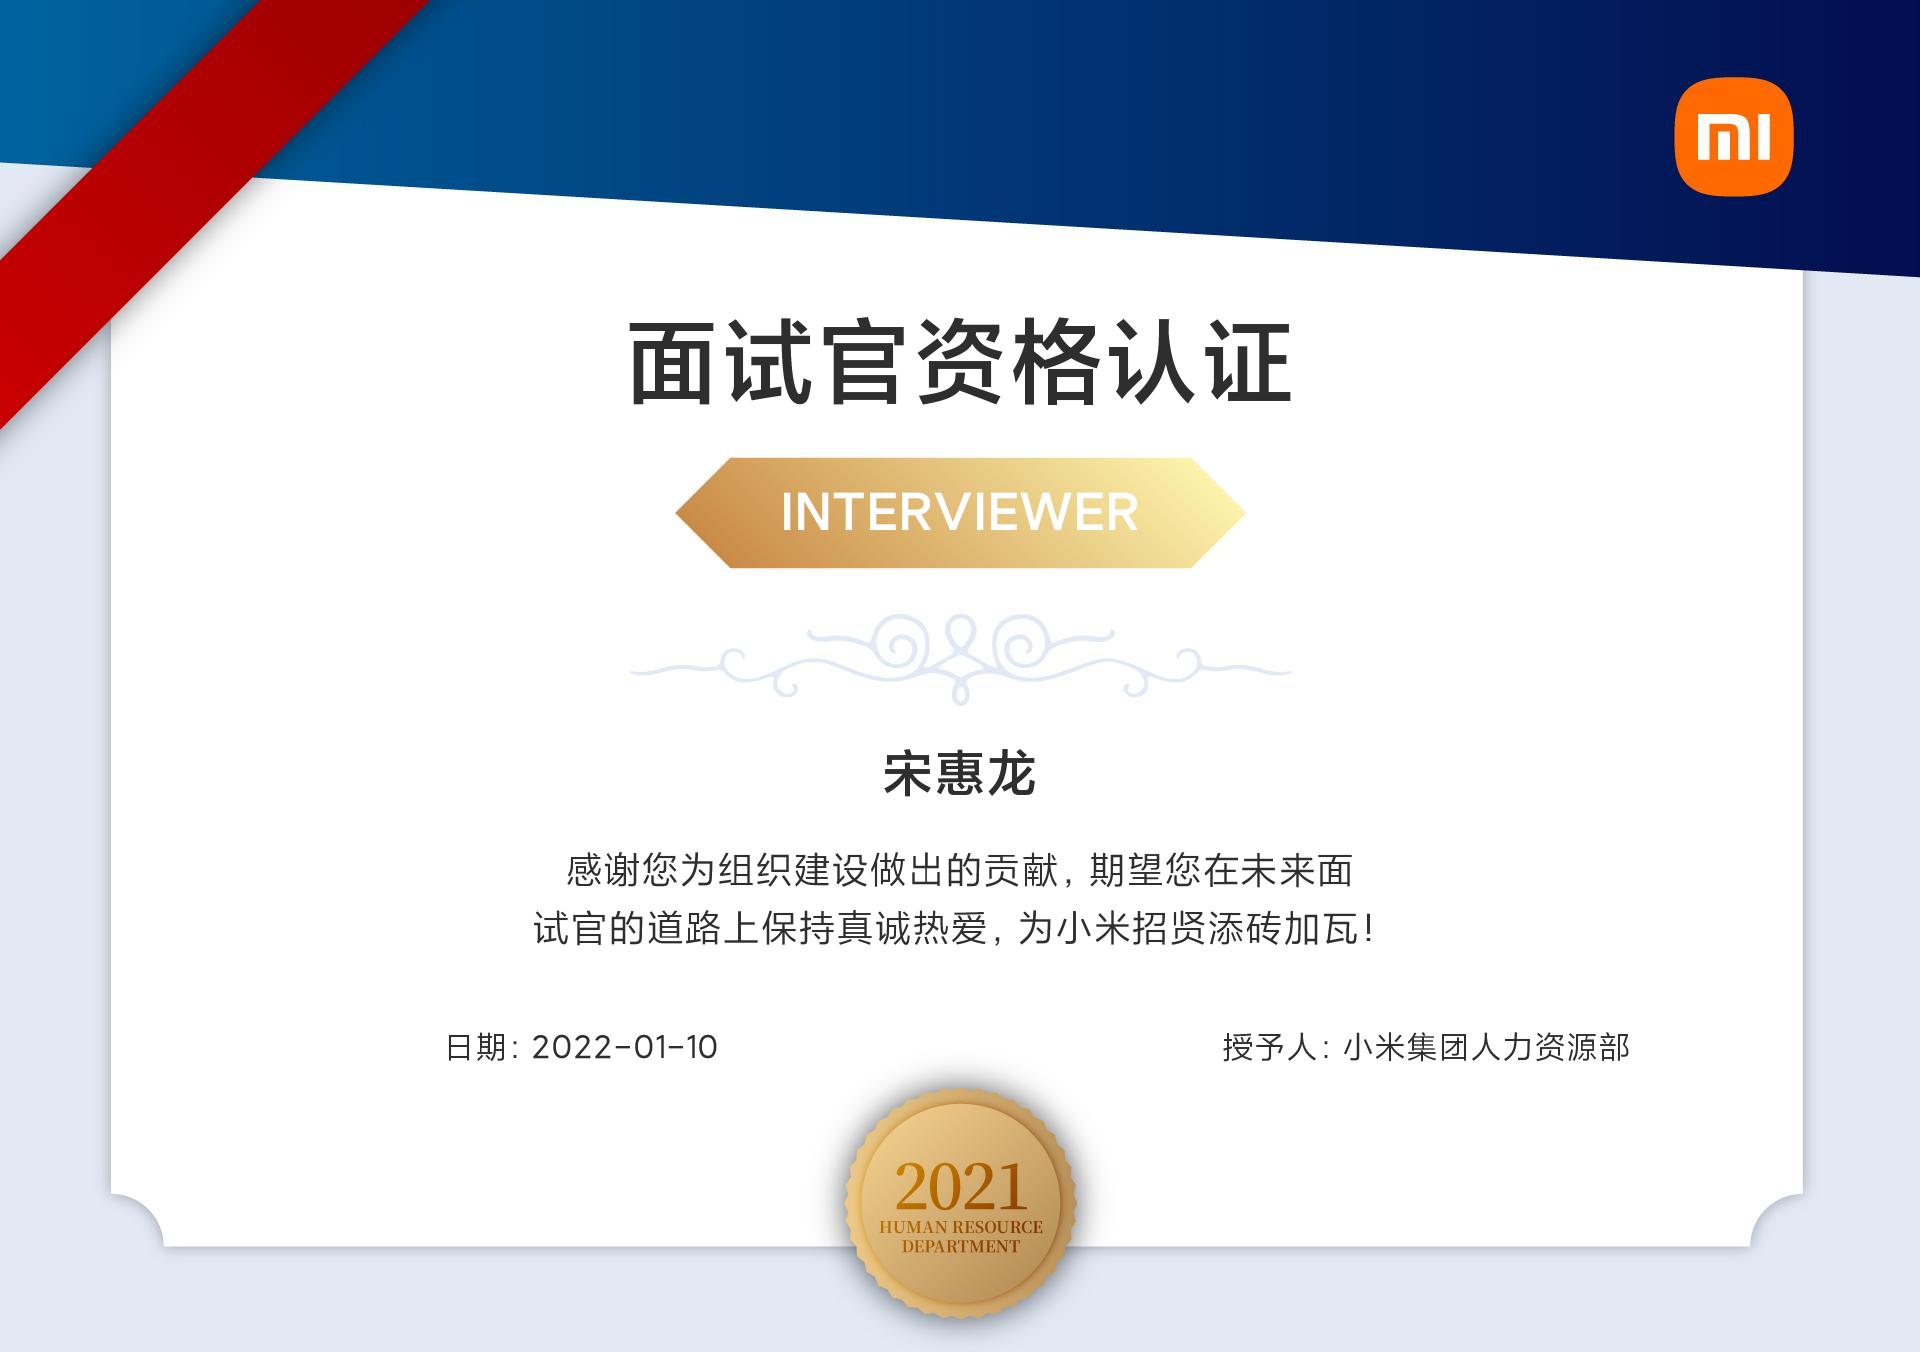 mi
面试官资格认证
INTERVIEWER
宋惠龙
感谢您为组织建设做出的贡献，期望您在未来面
试官的道路上保持真诚热爱，为小米招贤添砖加瓦！
日期：2022-01-10
授予人：小米集团人力资源部
2021
HUMAN RESOURCE
DEPARTMENT